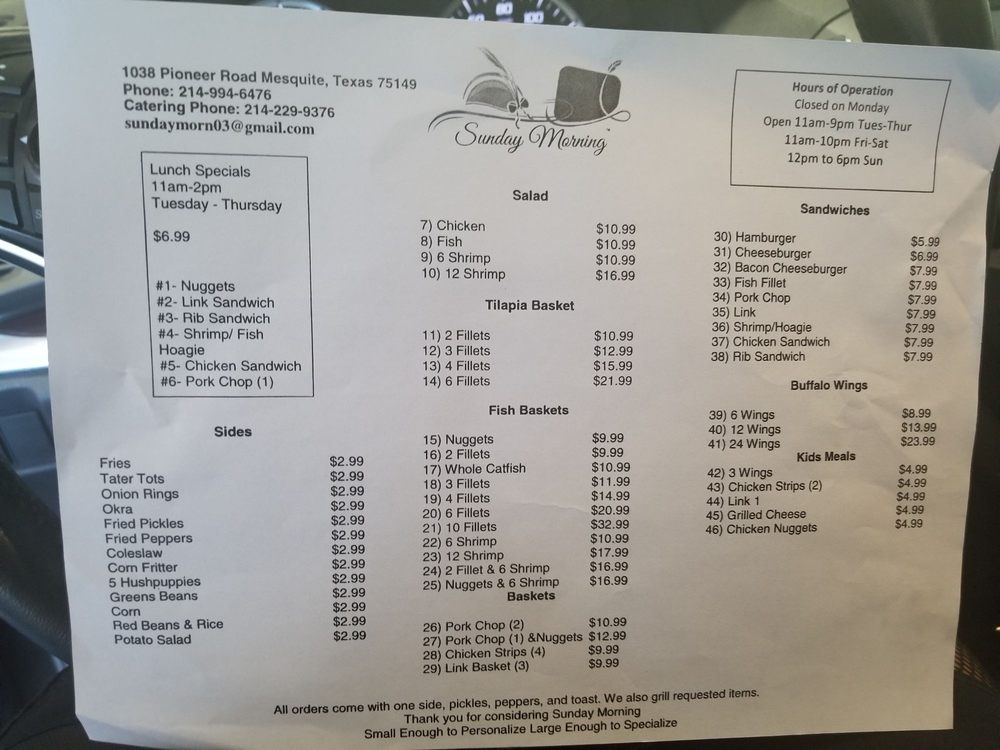 1038 Pioneer Road Mesquite, Texas 75149
Phone: 214-994-6476
Catering Phone: 214-229-9376
sundaymorn03@gmail.com
Sunday Morning
Hours of Operation
Closed on Monday
Open 11am-9pm Tues-Thur
11am-10pm Fri-Sat
12pm to 6pm Sun
Lunch Specials
11am-2pm
Tuesday - Thursday
$6.99
#1- Nuggets
#2- Link Sandwich
#3- Rib Sandwich
#4- Shrimp/ Fish
Hoagie
#5- Chicken Sandwich
#6- Pork Chop (1)
Sides
Fries $2.99
Tater Tots $2.99
Onion Rings $2.99
Okra $2.99
Fried Pickles $2.99
Fried Peppers $2.99
Coleslaw $2.99
Corn Fritter $2.99
5 Hushpuppies $2.99
Greens Beans $2.99
Corn $2.99
Red Beans & Rice $2.99
Potato Salad $2.99
Salad
7) Chicken $10.99
8) Fish $10.99
9) 6 Shrimp $10.99
10) 12 Shrimp $16.99
Tilapia Basket
11) 2 Fillets $10.99
12) 3 Fillets $12.99
13) 4 Fillets $15.99
14) 6 Fillets $21.99
Fish Baskets
15) Nuggets $9.99
16) 2 Fillets $9.99
17) Whole Catfish $10.99
18) 3 Fillets $11.99
19) 4 Fillets $14.99
20) 6 Fillets $20.99
21) 10 Fillets $32.99
22) 6 Shrimp $10.99
23) 12 Shrimp $17.99
24) 2 Fillet & 6 Shrimp $16.99
25) Nuggets & 6 Shrimp $16.99
Baskets
26) Pork Chop (2) $10.99
27) Pork Chop (1) &Nuggets $12.99
28) Chicken Strips (4) $9.99
29) Link Basket (3) $9.99
Sandwiches
30) Hamburger $5.99
31) Cheeseburger $6.99
32) Bacon Cheeseburger $7.99
33) Fish Fillet $7.99
34) Pork Chop $7.99
35) Link $7.99
36) Shrimp/Hoagie $7.99
37) Chicken Sandwich $7.99
38) Rib Sandwich $7.99
Buffalo Wings
39) 6 Wings $8.99
40) 12 Wings $13.99
41) 24 Wings $23.99
Kids Meals
42) 3 Wings $4.99
43) Chicken Strips (2) $4.99
44) Link 1 $4.99
45) Grilled Cheese $4.99
46) Chicken Nuggets $4.99
All orders come with one side, pickles, peppers, and toast. We also grill requested items.
Thank you for considering Sunday Morning
Small Enough to Personalize Large Enough to Specialize